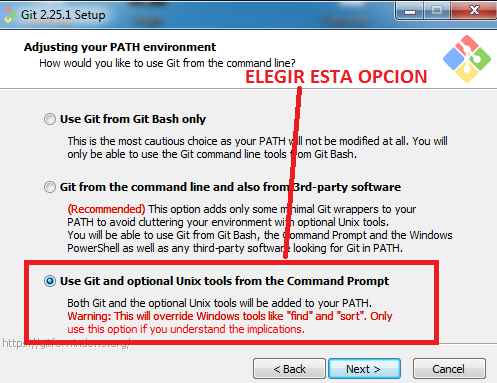 Git 2.25.1 Setup
Adjusting your PATH environment
How would you like to use Git from the command line?
ELEGIR ESTA OPCION
Use Git from Git Bash only
This is the most cautious choice as your PATH will not be modified at all. You will
only be able to use the Git command line tools from Git Bash.
Git from the command line and also from 3rd-party software
(Recommended) This option adds only some minimal Git wrappers to your
PATH to avoid cluttering your environment with optional Unix tools.
You will be able to use Git from Git Bash, the Command Prompt and the Windows
PowerShell as well as any third-party software looking for Git in PATH.
Use Git and optional Unix tools from the Command Prompt
Both Git and the optional Unix tools will be added to your PATH.
Warning: This will override Windows tools like "find" and "sort". Only
use this option if you understand the implications.
https://gitforwindows.org/
< Back
Next >
Cancel